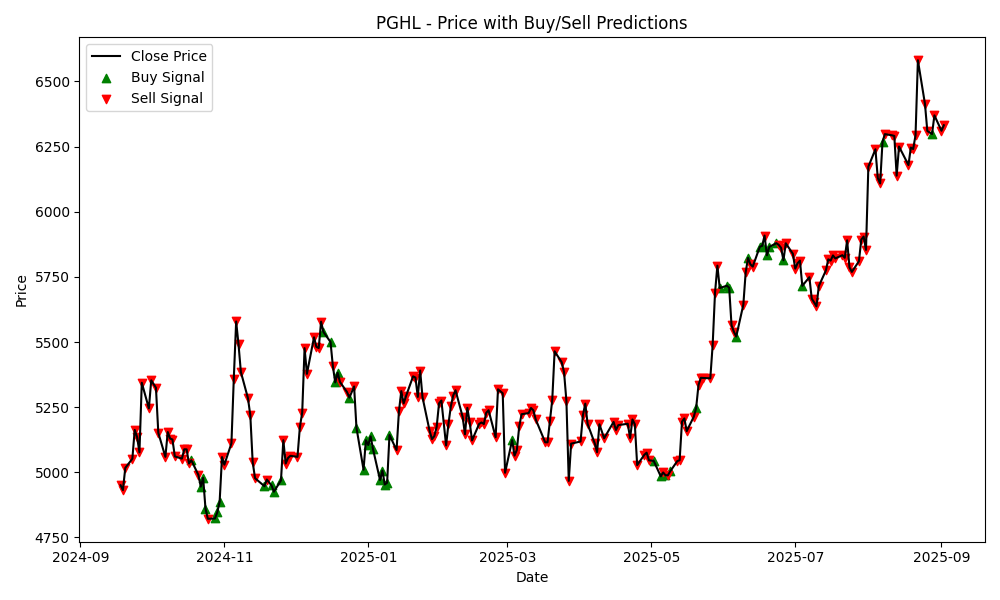 PGHL - Price with Buy/Sell Predictions
Close Price
Buy Signal
Sell Signal
Price
6500
6250
6000
5750
5500
5250
5000
4750
2024-09 2024-11 2025-01 2025-03 2025-05 2025-07 2025-09
Date